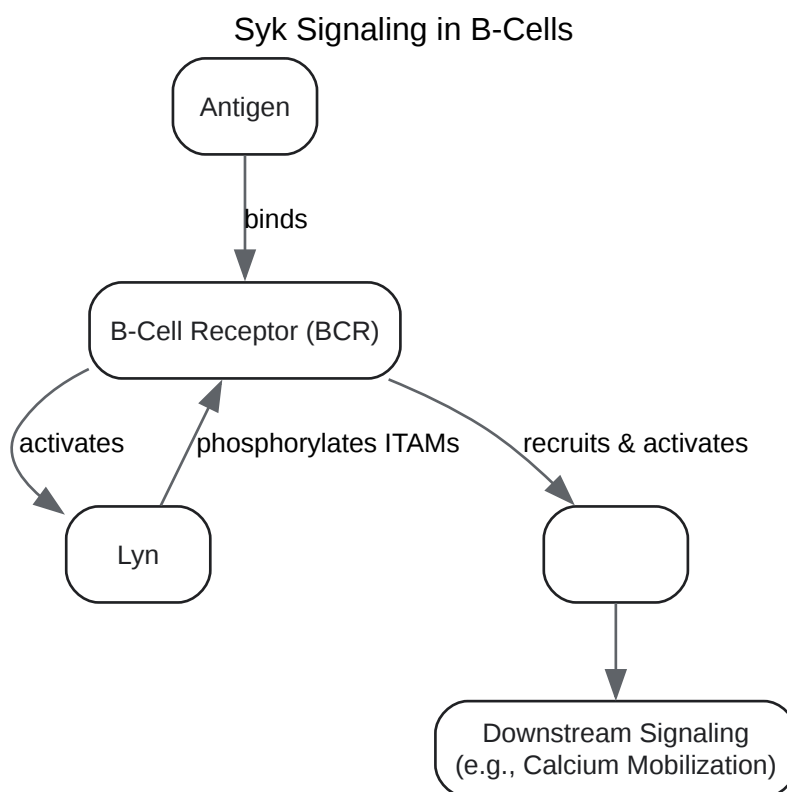 Syk Signaling in B-Cells
Antigen
binds
B-Cell Receptor (BCR)
activates
phosphorylates ITAMs
recruits & activates
Lyn
Downstream Signaling
(e.g., Calcium Mobilization)